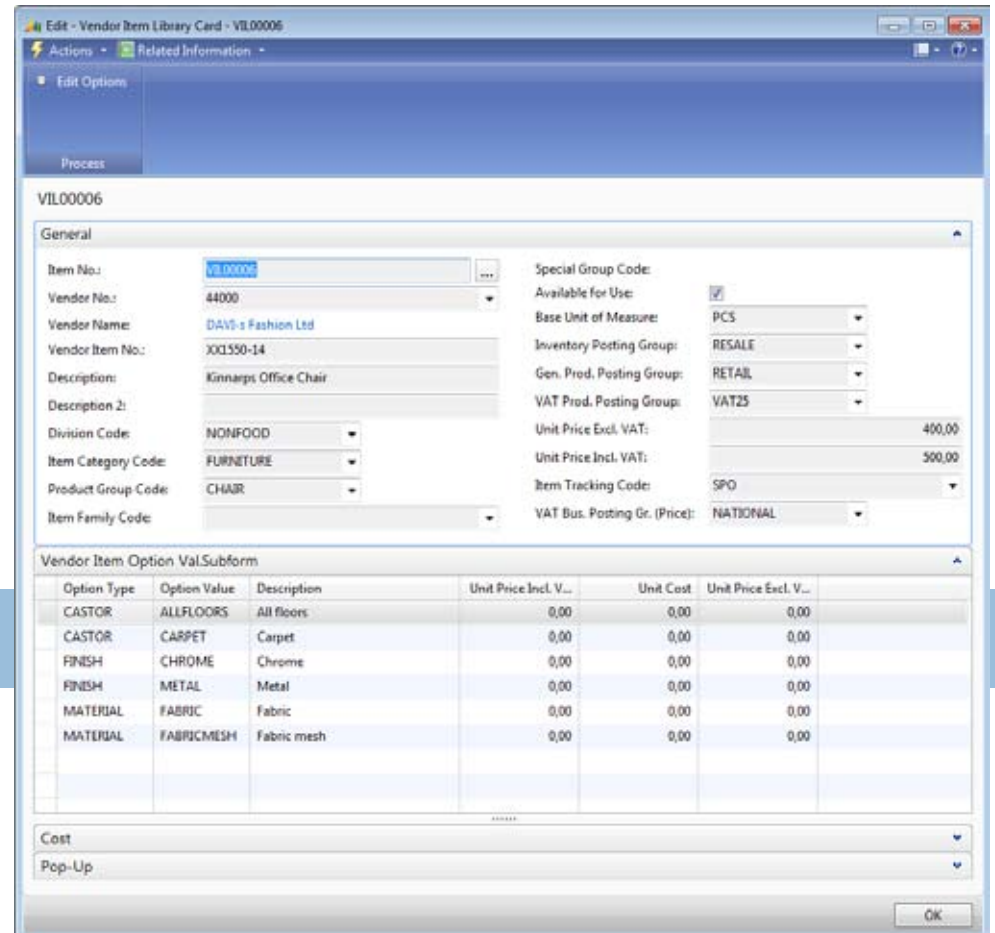 Edit - Vendor Item Library Card - VIL00006
Actions Related Information
Edit Options
Process
VIL00006
General
Item No.: VIL00006 ...
Vendor No.: 44000
Vendor Name: DAVI-s Fashion Ltd
Vendor Item No.: XX1550-14
Description: Kinnarps Office Chair
Description 2:
Division Code: NONFOOD
Item Category Code: FURNITURE
Product Group Code: CHAIR
Item Family Code:
Special Group Code:
Available for Use:
Base Unit of Measure: PCS
Inventory Posting Group: RESALE
Gen. Prod. Posting Group: RETAIL
VAT Prod. Posting Group: VAT25
Unit Price Excl. VAT: 400,00
Unit Price Incl. VAT: 500,00
Item Tracking Code: SPO
VAT Bus. Posting Gr. (Price): NATIONAL
Vendor Item Option Val.Subform
Option Type Option Value Description Unit Price Incl. V... Unit Cost Unit Price Excl. V...
CASTOR ALLFLOORS All floors 0,00 0,00 0,00
CASTOR CARPET Carpet 0,00 0,00 0,00
FINISH CHROME Chrome 0,00 0,00 0,00
FINISH METAL Metal 0,00 0,00 0,00
MATERIAL FABRIC Fabric 0,00 0,00 0,00
MATERIAL FABRICMESH Fabric mesh 0,00 0,00 0,00
Cost
Pop-Up
OK